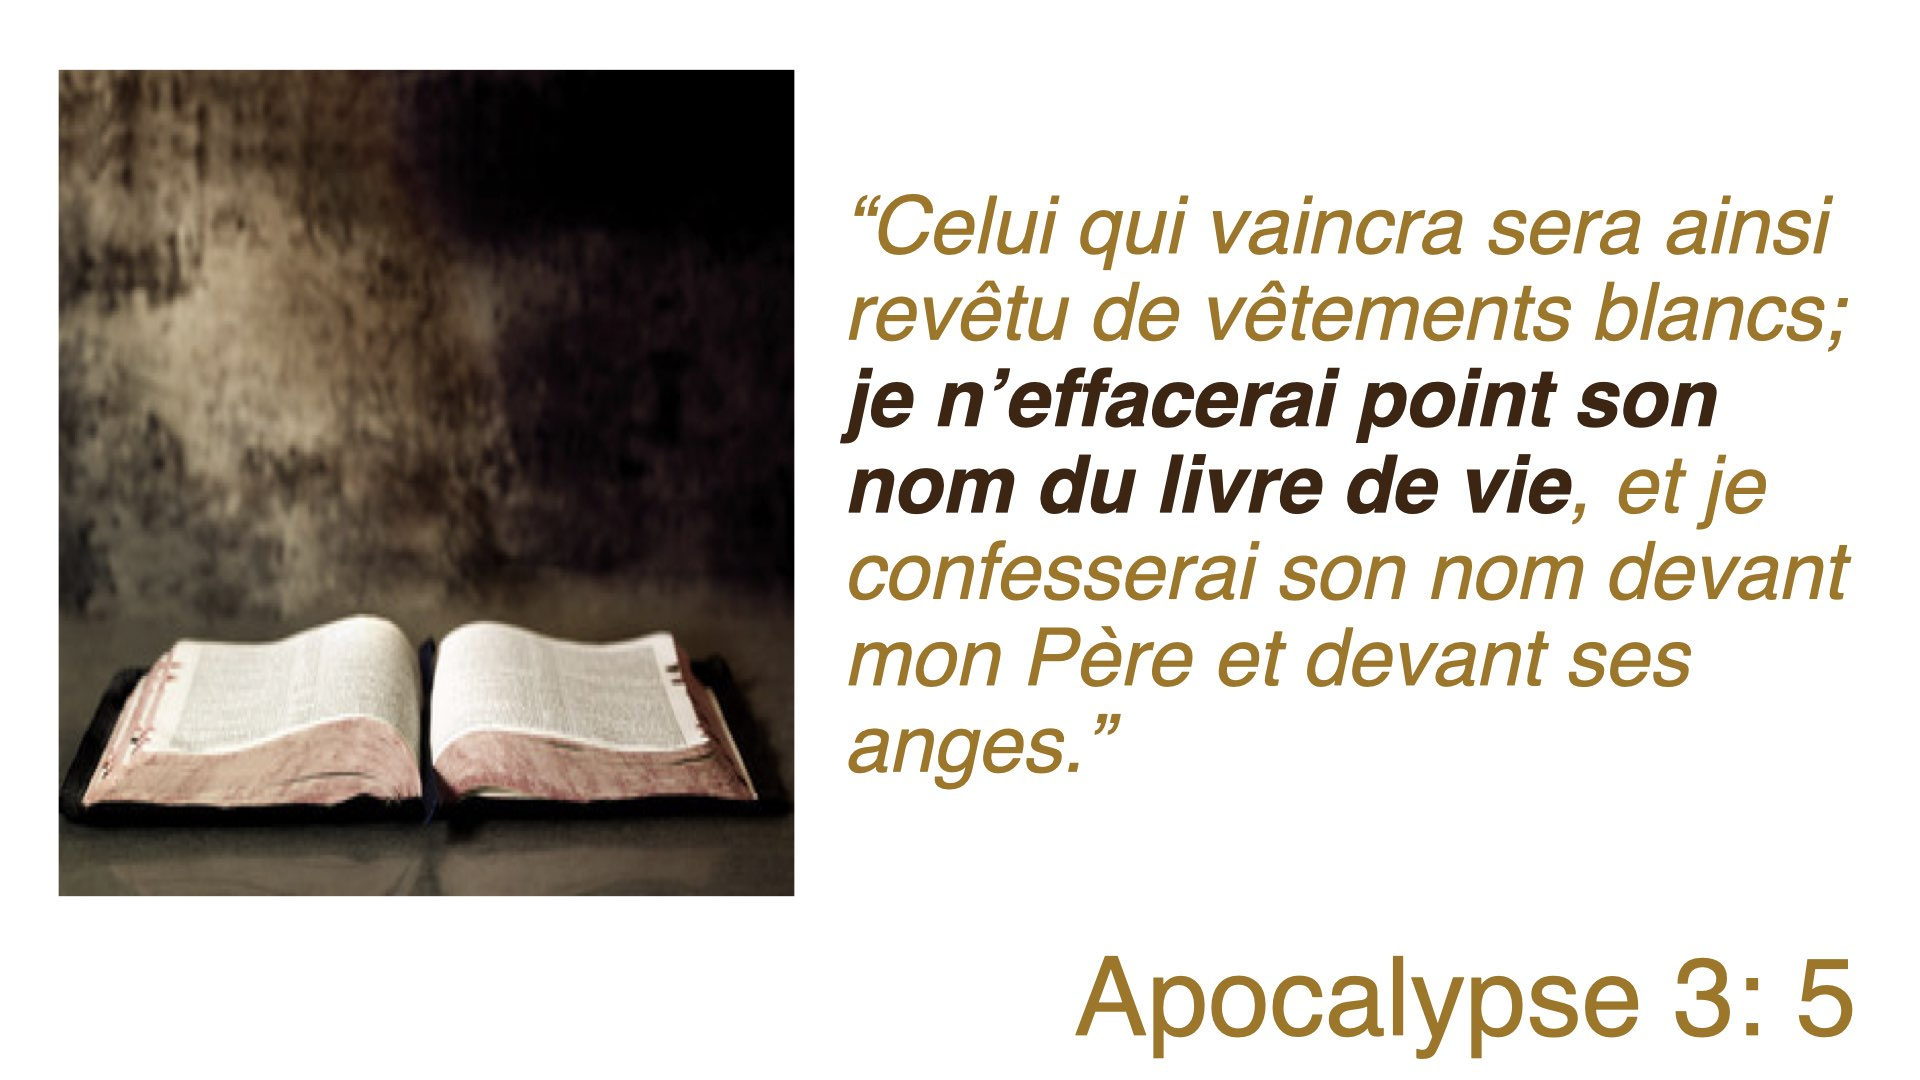 “Celui qui vaincra sera ainsi
revêtu de vêtements blancs;
je n’effacerai point son
nom du livre de vie, et je
confesserai son nom devant
mon Père et devant ses
anges.”
Apocalypse 3: 5